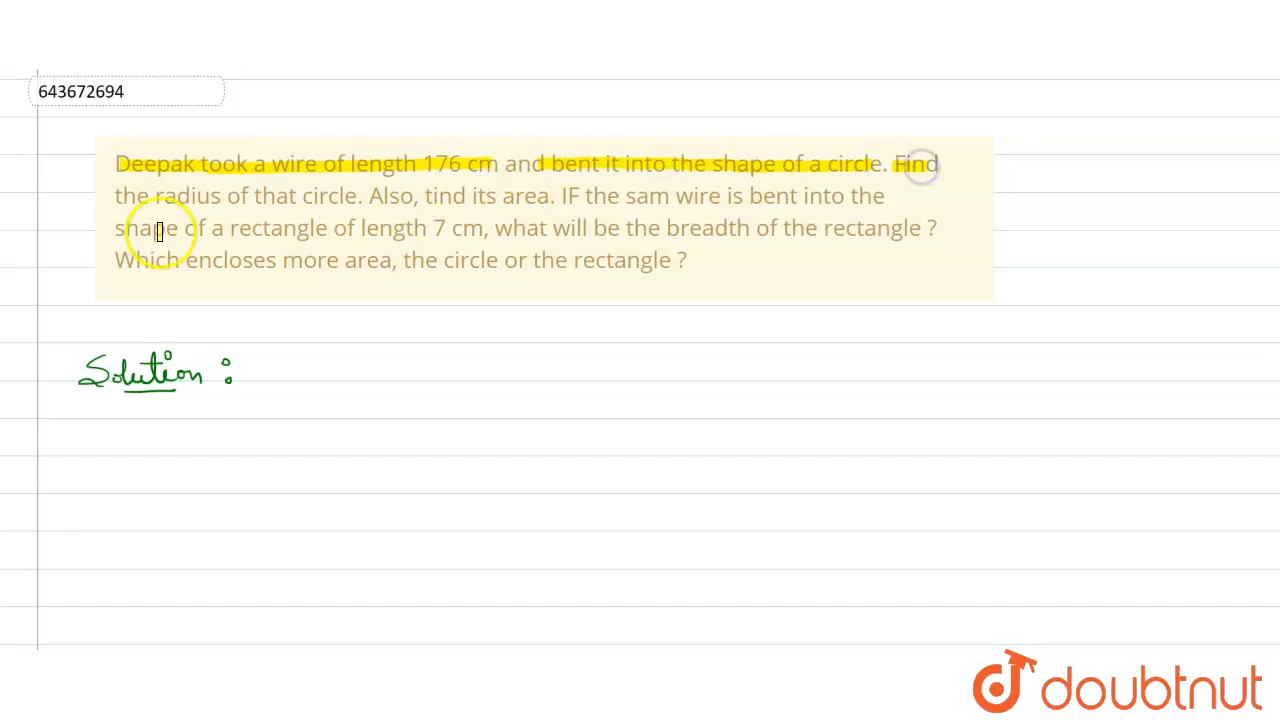 643672694
Deepak took a wire of length 176 cm and bent it into the shape of a circle. Find
the radius of that circle. Also, tind its area. IF the sam wire is bent into the
shape of a rectangle of length 7 cm, what will be the breadth of the rectangle ?
Which encloses more area, the circle or the rectangle ?
Solution :
doubtnut